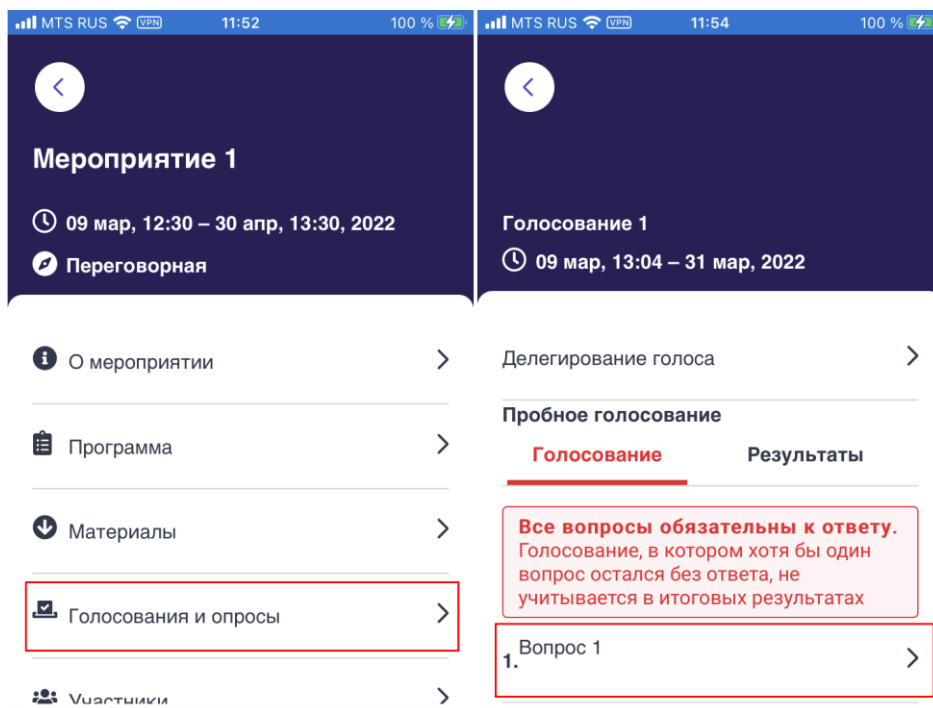 MTS RUS VPN 11:52 100 %
Мероприятие 1
09 мар, 12:30 – 30 апр, 13:30, 2022
Переговорная
О мероприятии
Программа
Материалы
Голосования и опросы
Участники
MTS RUS VPN 11:54 100 %
Голосование 1
09 мар, 13:04 – 31 мар, 2022
Делегирование голоса
Пробное голосование
Голосование Результаты
Все вопросы обязательны к ответу.
Голосование, в котором хотя бы один
вопрос остался без ответа, не
учитывается в итоговых результатах
1. Вопрос 1